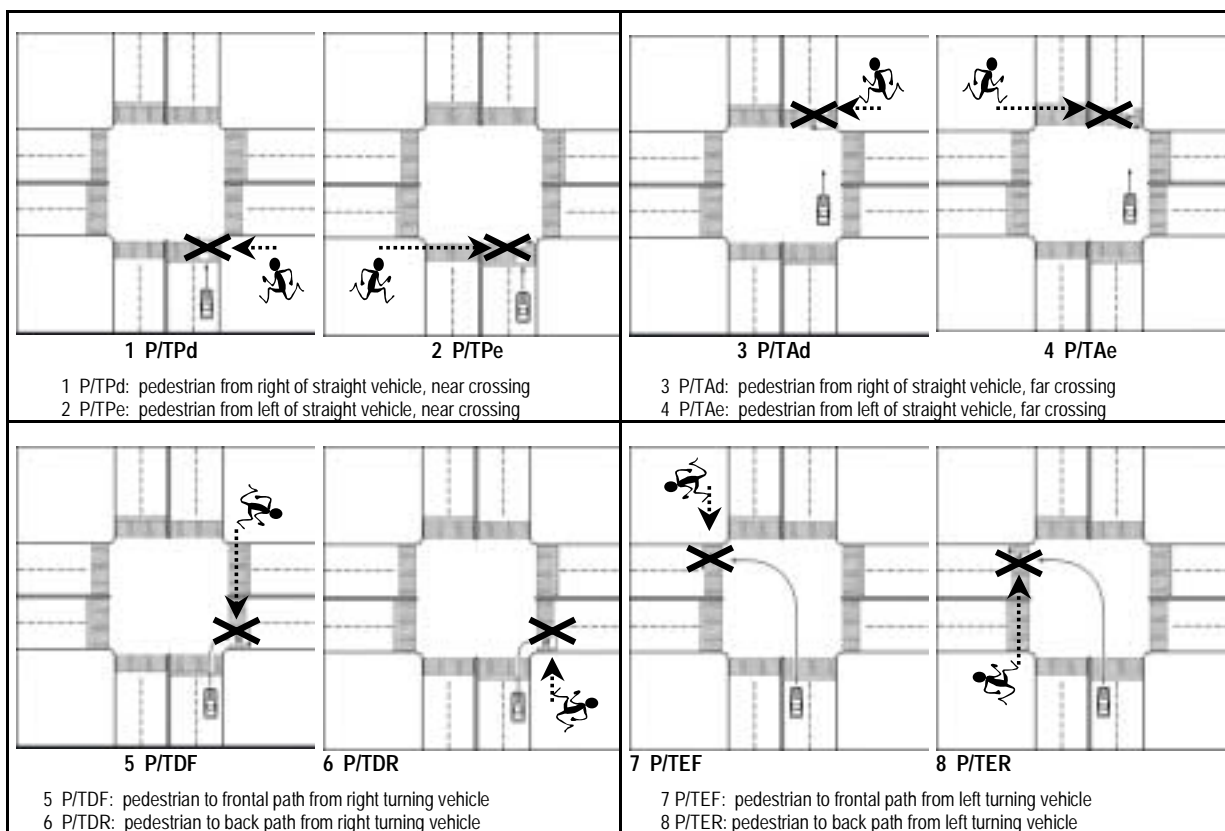 1 P/TPd 2 P/TPe
1 P/TPd: pedestrian from right of straight vehicle, near crossing
2 P/TPe: pedestrian from left of straight vehicle, near crossing
3 P/TAd 4 P/TAe
3 P/TAd: pedestrian from right of straight vehicle, far crossing
4 P/TAe: pedestrian from left of straight vehicle, far crossing
5 P/TDF 6 P/TDR
5 P/TDF: pedestrian to frontal path from right turning vehicle
6 P/TDR: pedestrian to back path from right turning vehicle
7 P/TEF 8 P/TER
7 P/TEF: pedestrian to frontal path from left turning vehicle
8 P/TER: pedestrian to back path from left turning vehicle